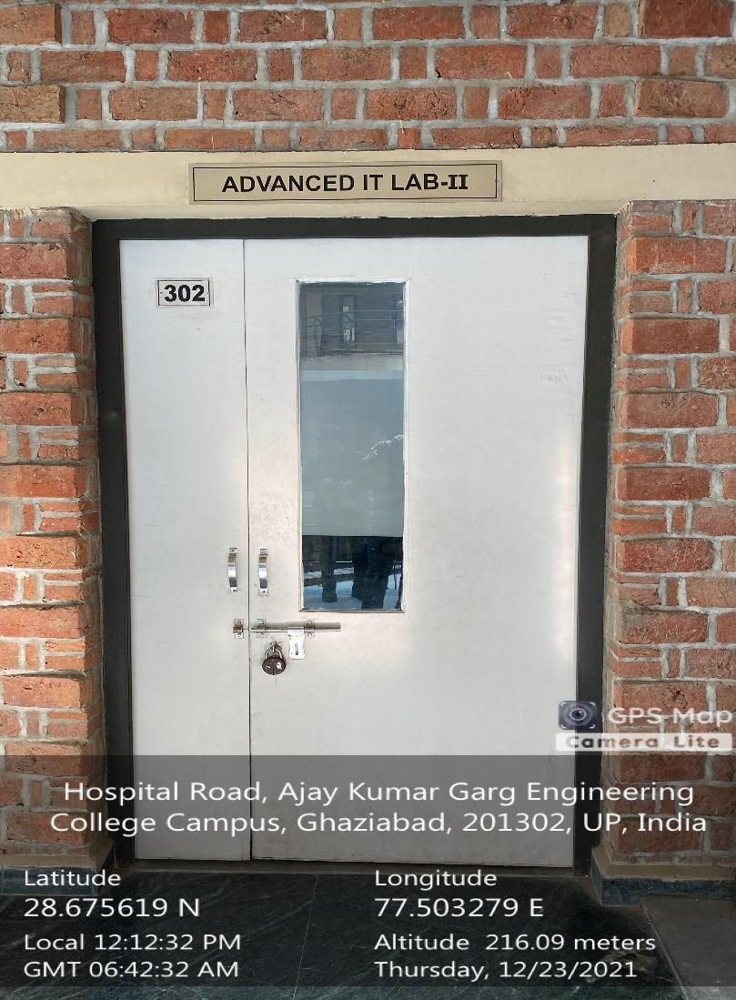 ADVANCED IT LAB-II
302
GPS Map
Camera Lite
Hospital Road, Ajay Kumar Garg Engineering
College Campus, Ghaziabad, 201302, UP, India
Latitude
28.675619 N
Longitude
77.503279 E
Local 12:12:32 PM
GMT 06:42:32 AM
Altitude 216.09 meters
Thursday, 12/23/2021